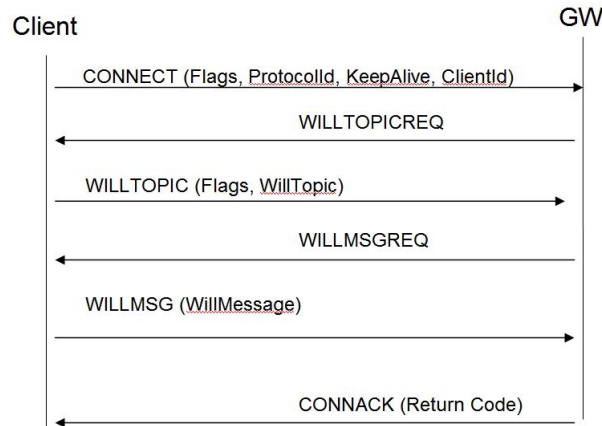 Client
GW
CONNECT (Flags, ProtocolId, KeepAlive, ClientId)
WILLTOPICREQ
WILLTOPIC (Flags, WillTopic)
WILLMSGREQ
WILLMSG (WillMessage)
CONNACK (Return Code)